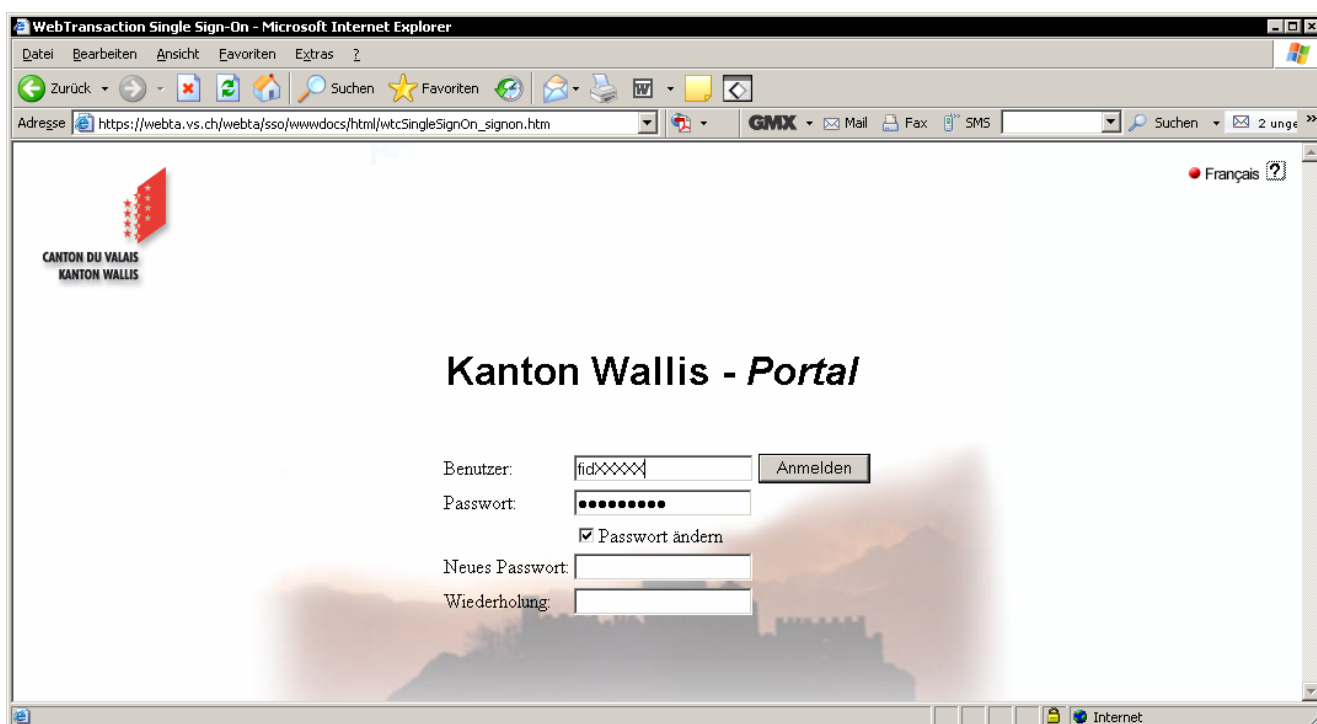 WebTransaction Single Sign-On - Microsoft Internet Explorer
Datei Bearbeiten Ansicht Favoriten Extras ?
Zurück Suchen Favoriten
Adresse https://webta.vs.ch/webta/sso/wwwdocs/html/wtcSingleSignOn_signon.htm GMX Mail Fax SMS Suchen 2 unge »
Français ?
CANTON DU VALAIS
KANTON WALLIS
Kanton Wallis - Portal
Benutzer: fidXXXXX Anmelden
Passwort: •••••••••
Passwort ändern
Neues Passwort:
Wiederholung:
Internet